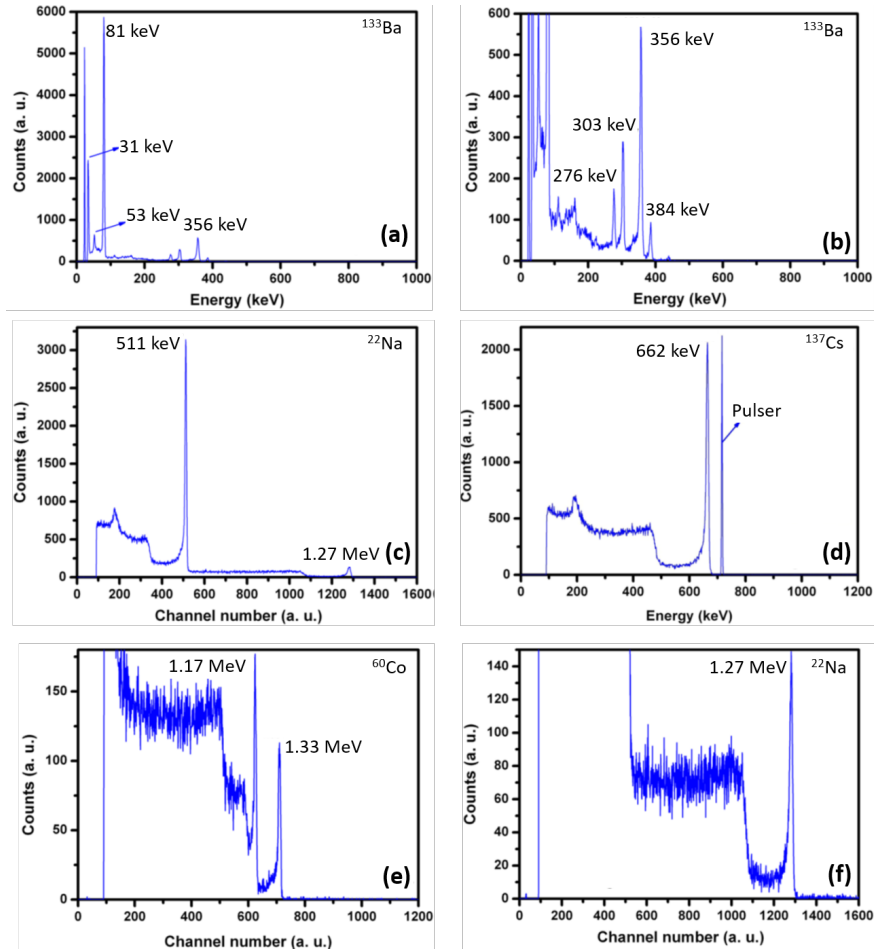 6000
5000
4000
3000
2000
1000
0
Counts (a. u.)
81 keV
133Ba
31 keV
53 keV
356 keV
(a)
0 200 400 600 800 1000
Energy (keV)
600
500
400
300
200
100
0
Counts (a. u.)
133Ba
356 keV
303 keV
276 keV
384 keV
(b)
0 200 400 600 800 1000
Energy (keV)
3000
2500
2000
1500
1000
500
0
Counts (a. u.)
511 keV
22Na
1.27 MeV
(c)
0 200 400 600 800 1000 1200 1400 1600
Channel number (a. u.)
2000
1500
1000
500
0
Counts (a. u.)
137Cs
662 keV
Pulser
(d)
0 200 400 600 800 1000 1200
Energy (keV)
150
100
50
0
Counts (a. u.)
1.17 MeV
60Co
1.33 MeV
(e)
0 200 400 600 800 1000 1200
Channel number (a. u.)
140
120
100
80
60
40
20
0
Counts (a. u.)
1.27 MeV
22Na
(f)
0 200 400 600 800 1000 1200 1400 1600
Channel number (a. u.)